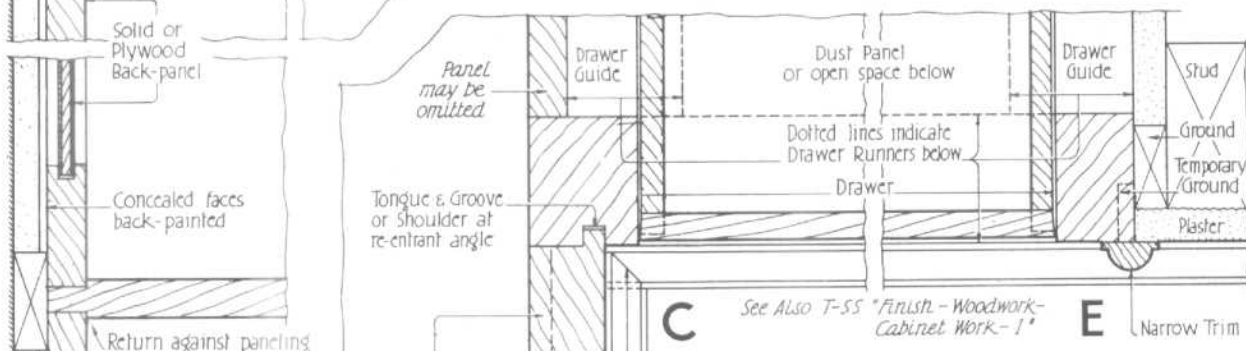 Solid or
Plywood
Back-panel
Concealed faces
back-painted
Return against paneling
Panel
may be
omitted
Tongue & Groove
or Shoulder at
re-entrant angle
Drawer
Guide
Dust Panel
or open space below
Drawer
Guide
Dotted lines indicate
Drawer Runners below
Drawer
Stud
Ground
Temporary
Ground
Plaster
C
See Also T-55 "Finish-Woodwork-
Cabinet Work-1"
E
Narrow Trim